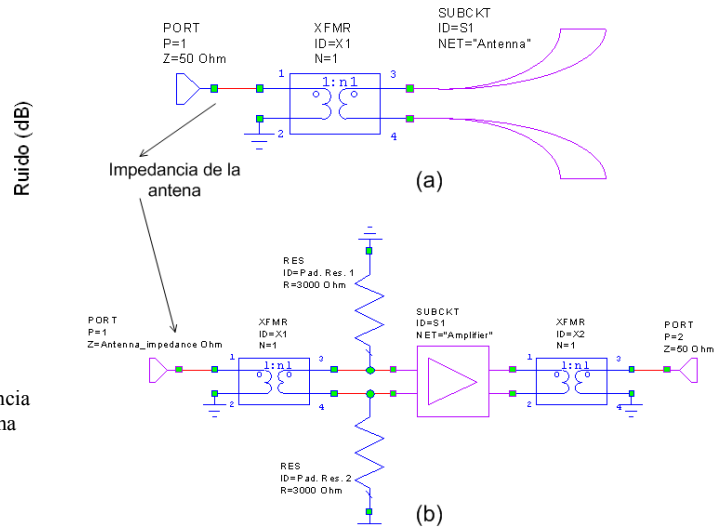 PORT
P=1
Z=50 Ohm
XFMR
ID=X1
N=1
SUBCKT
ID=S1
NET="Antenna"
1
1:n1
3
2
4
Ruido (dB)
Impedancia de la
antena
(a)
RES
ID=Pad. Res. 1
R=3000 Ohm
PORT
P=1
Z=Antenna_impedance Ohm
XFMR
ID=X1
N=1
SUBCKT
ID=S1
NET="Amplifier"
XFMR
ID=X2
N=1
PORT
P=2
Z=50 Ohm
1
1:n1
3
2
4
1
1:n1
3
2
4
ncia
na
RES
ID=Pad. Res. 2
R=3000 Ohm
(b)